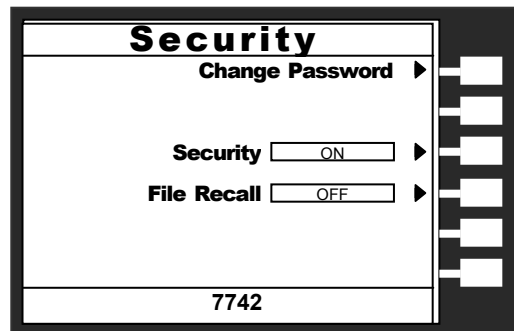 Security
Change Password
Security ON
File Recall OFF
7742